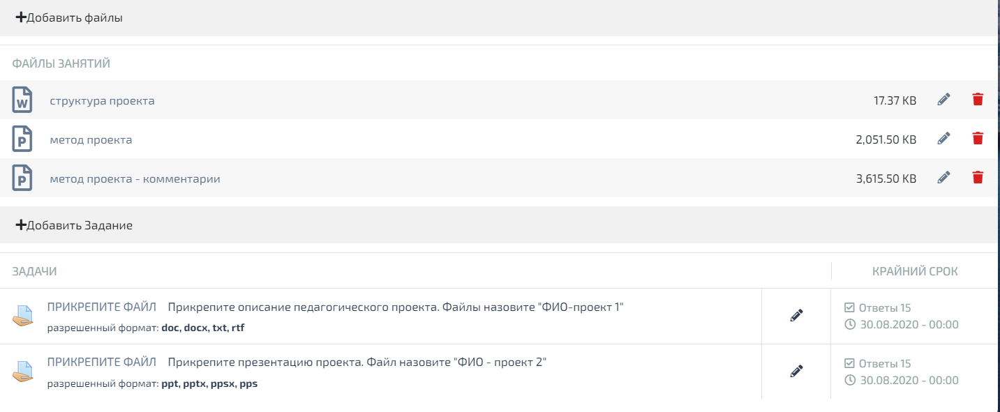 Добавить файлы
ФАЙЛЫ ЗАНЯТИЙ
W структура проекта 17.37 KB
P метод проекта 2,051.50 KB
P метод проекта - комментарии 3,615.50 KB
Добавить Задание
ЗАДАЧИ КРАЙНИЙ СРОК
ПРИКРЕПИТЕ ФАЙЛ Прикрепите описание педагогического проекта. Файлы назовите "ФИО-проект 1" Ответы 15
разрешенный формат: doc, docx, txt, rtf 30.08.2020 - 00:00
ПРИКРЕПИТЕ ФАЙЛ Прикрепите презентацию проекта. Файл назовите "ФИО - проект 2" Ответы 15
разрешенный формат: ppt, pptx, ppsx, pps 30.08.2020 - 00:00